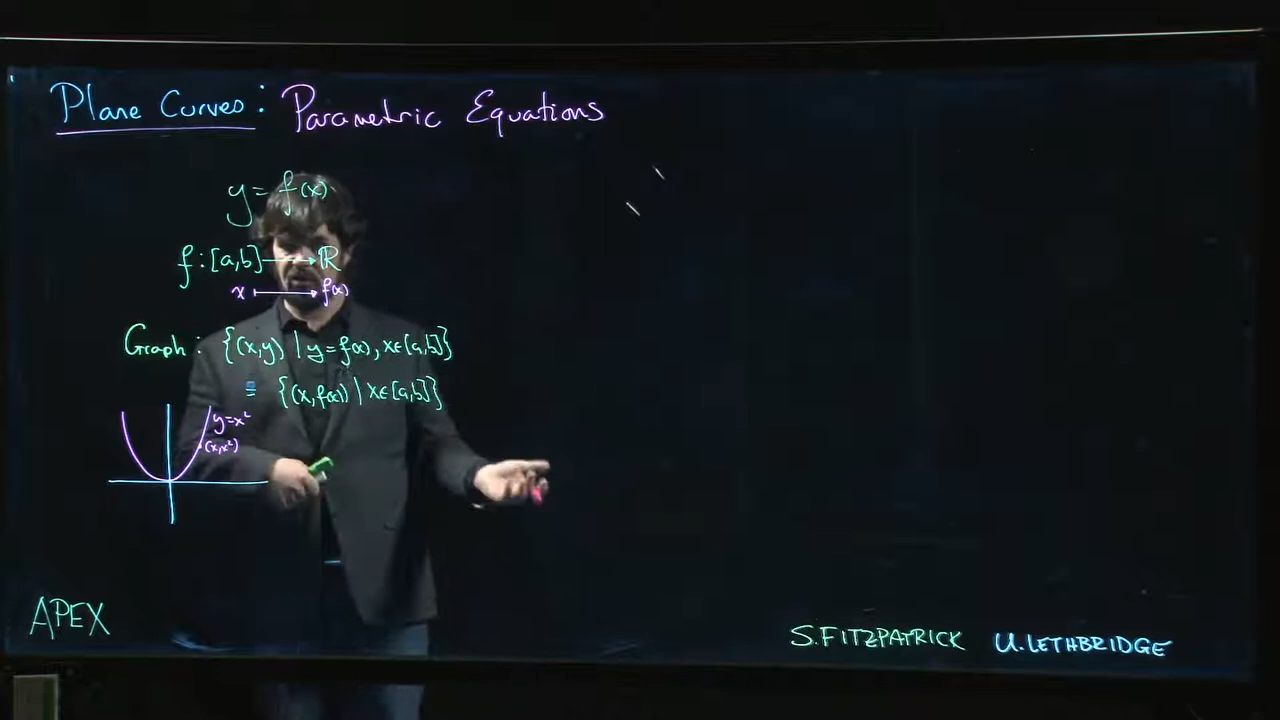 Plane Curves: Parametric Equations
y = f(x)
f: [a,b] → ℝ
x ↦ f(x)
Graph: {(x,y) | y = f(x), x ∈ [a,b]}
= {(x,f(x)) | x ∈ [a,b]}
y = x²
(x,x²)
APEX
S. FITZPATRICK U. LETHBRIDGE